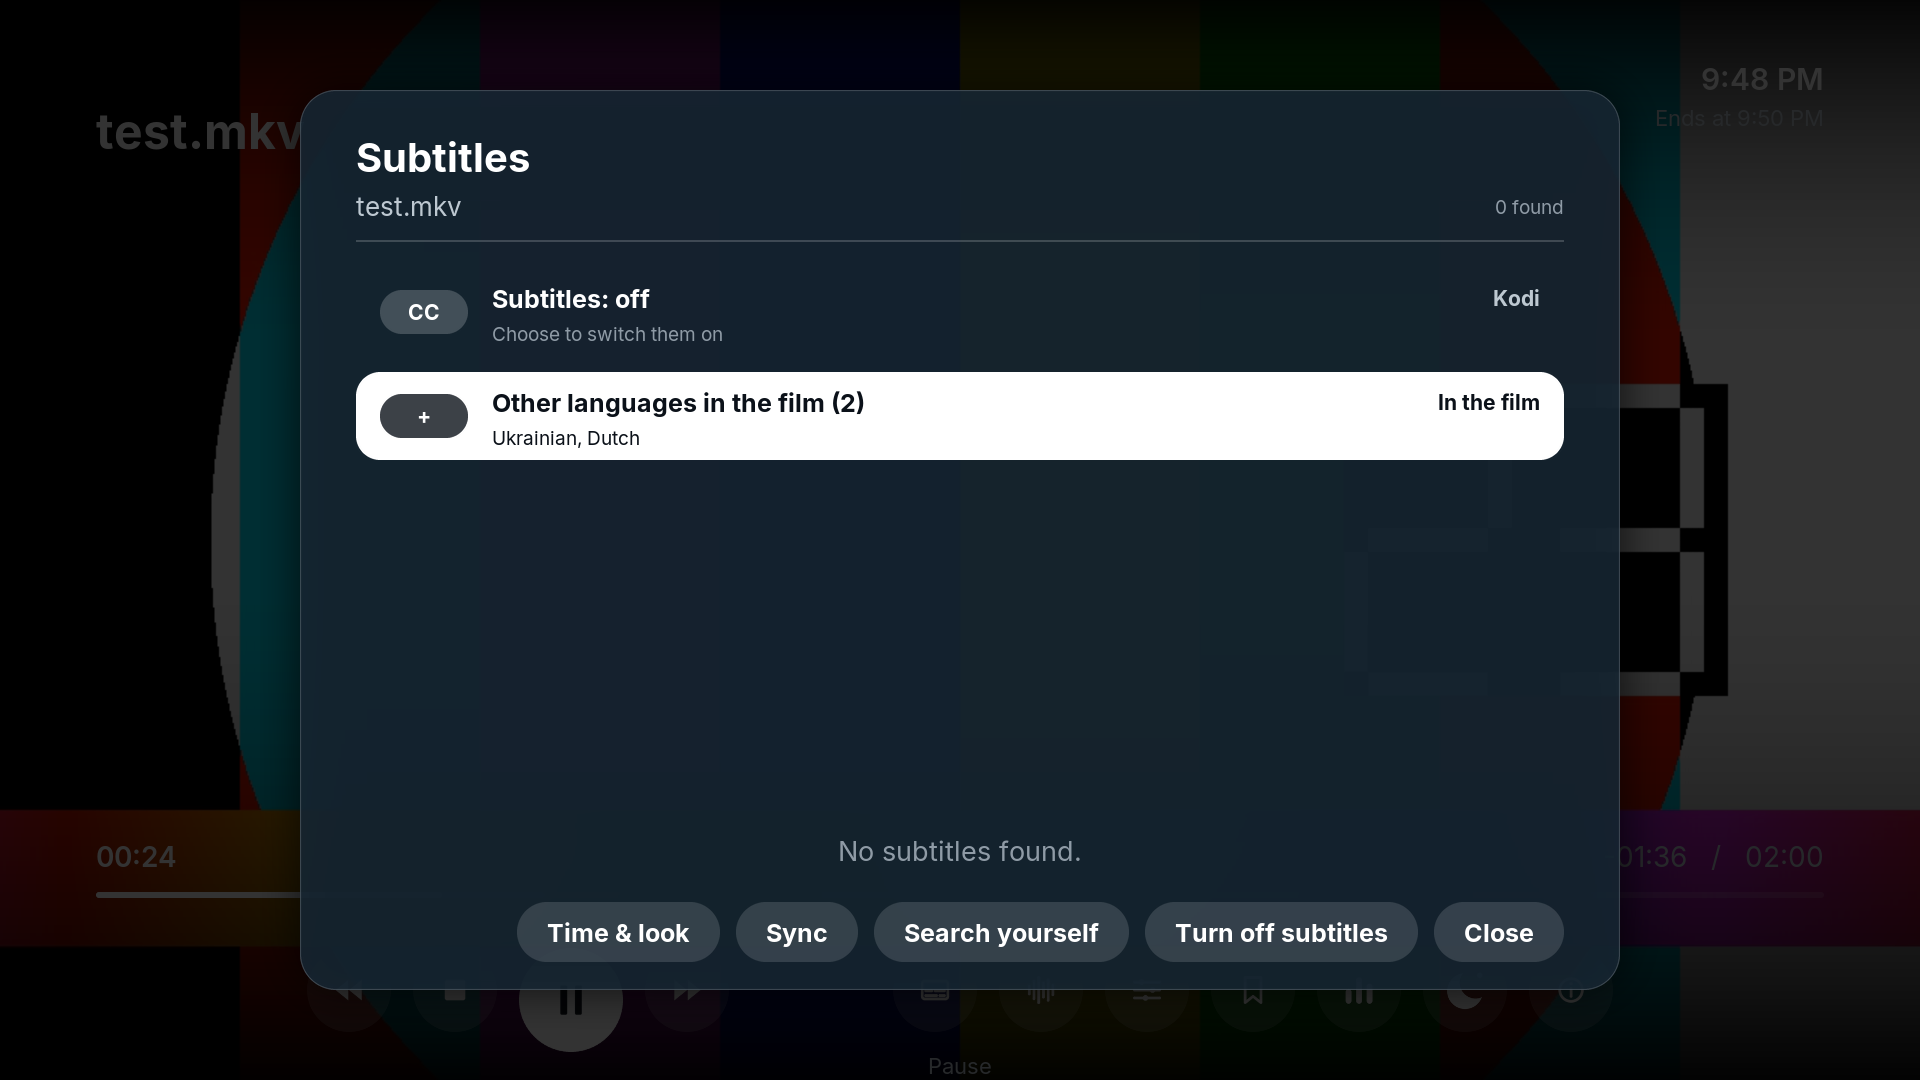 test.mkv
9:48 PM
Ends at 9:50 PM
Subtitles
test.mkv
0 found
CC
Subtitles: off
Kodi
Choose to switch them on
+
Other languages in the film (2)
In the film
Ukrainian, Dutch
No subtitles found.
00:24
01:36 / 02:00
Time & look
Sync
Search yourself
Turn off subtitles
Close
Pause